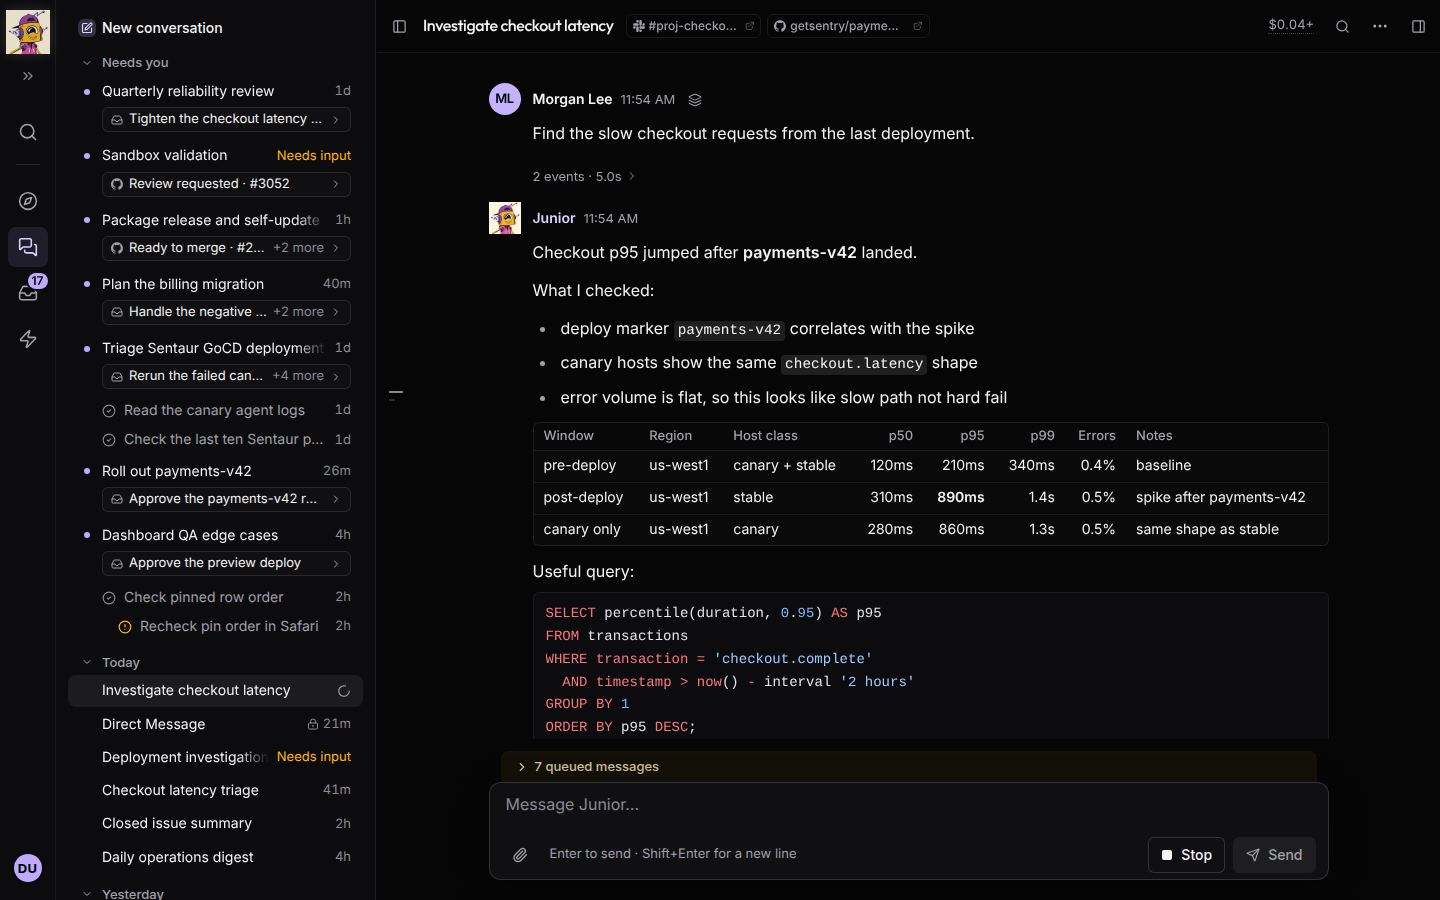 New conversation
Needs you
Quarterly reliability review 1d
Tighten the checkout latency ...
Sandbox validation Needs input
Review requested · #3052
Package release and self-update 1h
Ready to merge · #2... +2 more
Plan the billing migration 40m
Handle the negative ... +2 more
Triage Sentaur GoCD deployment 1d
Rerun the failed can... +4 more
Read the canary agent logs 1d
Check the last ten Sentaur p... 1d
Roll out payments-v42 26m
Approve the payments-v42 r...
Dashboard QA edge cases 4h
Approve the preview deploy
Check pinned row order 2h
Recheck pin order in Safari 2h
Today
Investigate checkout latency
Direct Message 21m
Deployment investigation Needs input
Checkout latency triage 41m
Closed issue summary 2h
Daily operations digest 4h
Yesterday
17
DU
Investigate checkout latency #proj-checko... getsentry/payme... $0.04+
ML Morgan Lee 11:54 AM
Find the slow checkout requests from the last deployment.
2 events · 5.0s
Junior 11:54 AM
Checkout p95 jumped after payments-v42 landed.
What I checked:
deploy marker payments-v42 correlates with the spike
canary hosts show the same checkout.latency shape
error volume is flat, so this looks like slow path not hard fail
Window Region Host class p50 p95 p99 Errors Notes
pre-deploy us-west1 canary + stable 120ms 210ms 340ms 0.4% baseline
post-deploy us-west1 stable 310ms 890ms 1.4s 0.5% spike after payments-v42
canary only us-west1 canary 280ms 860ms 1.3s 0.5% same shape as stable
Useful query:
SELECT percentile(duration, 0.95) AS p95
FROM transactions
WHERE transaction = 'checkout.complete'
AND timestamp > now() - interval '2 hours'
GROUP BY 1
ORDER BY p95 DESC;
7 queued messages
Message Junior...
Enter to send · Shift+Enter for a new line Stop Send